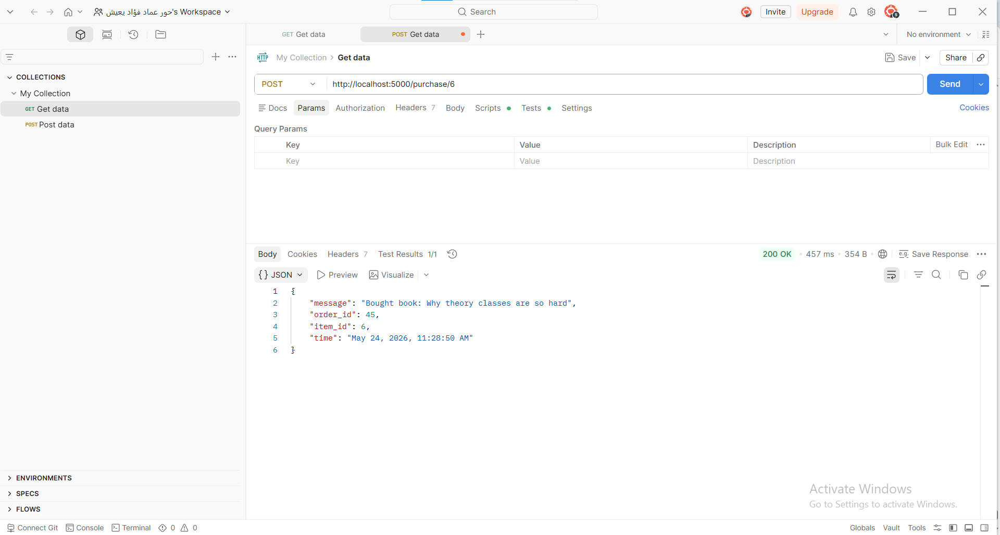 حور عماد فؤاد يعيش's Workspace
Search
Invite
Upgrade
GET Get data
POST Get data
No environment
HTTP My Collection > Get data
Save
Share
COLLECTIONS
My Collection
GET Get data
POST Post data
POST http://localhost:5000/purchase/6
Send
Docs Params Authorization Headers 7 Body Scripts Tests Settings
Cookies
Query Params
Key Value Description Bulk Edit
Key Value Description
Body Cookies Headers 7 Test Results 1/1
200 OK 457 ms 354 B e.g. Save Response
{} JSON Preview Visualize
1 {
2 "message": "Bought book: Why theory classes are so hard",
3 "order_id": 45,
4 "item_id": 6,
5 "time": "May 24, 2026, 11:28:50 AM"
6 }
ENVIRONMENTS
SPECS
FLOWS
Activate Windows
Go to Settings to activate Windows.
Connect Git Console Terminal 0 0
Globals Vault Tools